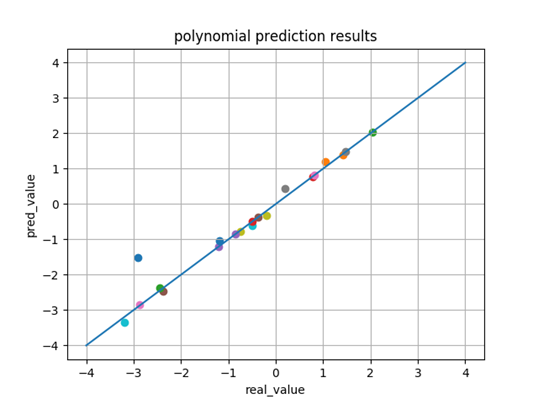 polynomial prediction results
4
3
2
1
0
−1
−2
−3
−4
pred_value
−4 −3 −2 −1 0 1 2 3 4
real_value